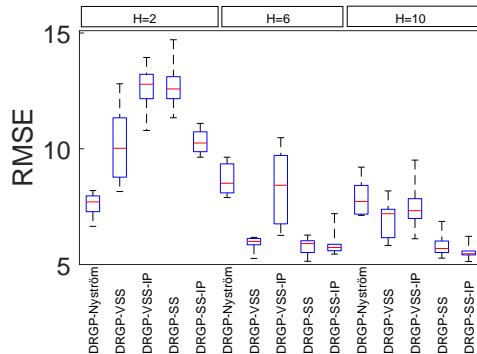 H=2
H=6
H=10
15
10
5
RMSE
DRGP-Nyström
DRGP-VSS
DRGP-VSS-IP
DRGP-SS
DRGP-SS-IP
DRGP-Nyström
DRGP-VSS
DRGP-VSS-IP
DRGP-SS
DRGP-SS-IP
DRGP-Nyström
DRGP-VSS
DRGP-VSS-IP
DRGP-SS
DRGP-SS-IP